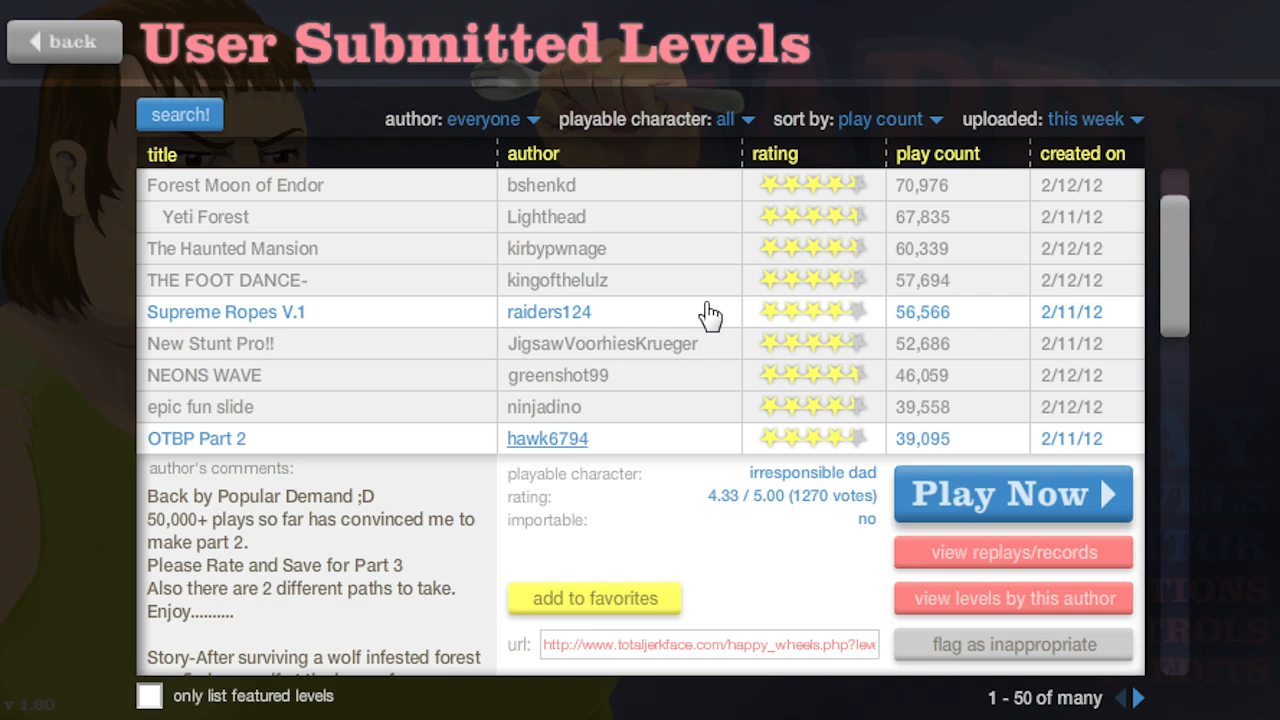 back
User Submitted Levels
search!
author: everyone playable character: all sort by: play count uploaded: this week
title author rating play count created on
Forest Moon of Endor bshenkd 70,976 2/12/12
Yeti Forest Lighthead 67,835 2/11/12
The Haunted Mansion kirbypwnage 60,339 2/12/12
THE FOOT DANCE- kingofthelulz 57,694 2/12/12
Supreme Ropes V.1 raiders124 56,566 2/11/12
New Stunt Pro!! JigsawVoorhiesKrueger 52,686 2/11/12
NEONS WAVE greenshot99 46,059 2/12/12
epic fun slide ninjadino 39,558 2/12/12
OTBP Part 2 hawk6794 39,095 2/11/12
author's comments:
Back by Popular Demand ;D
50,000+ plays so far has convinced me to
make part 2.
Please Rate and Save for Part 3
Also there are 2 different paths to take.
Enjoy..........
Story-After surviving a wolf infested forest
playable character: irresponsible dad
rating: 4.33 / 5.00 (1270 votes)
importable: no
add to favorites
url: http://www.totaljerkface.com/happy_wheels.php?leve
Play Now
view replays/records
view levels by this author
flag as inappropriate
only list featured levels
1 - 50 of many
v 1.60